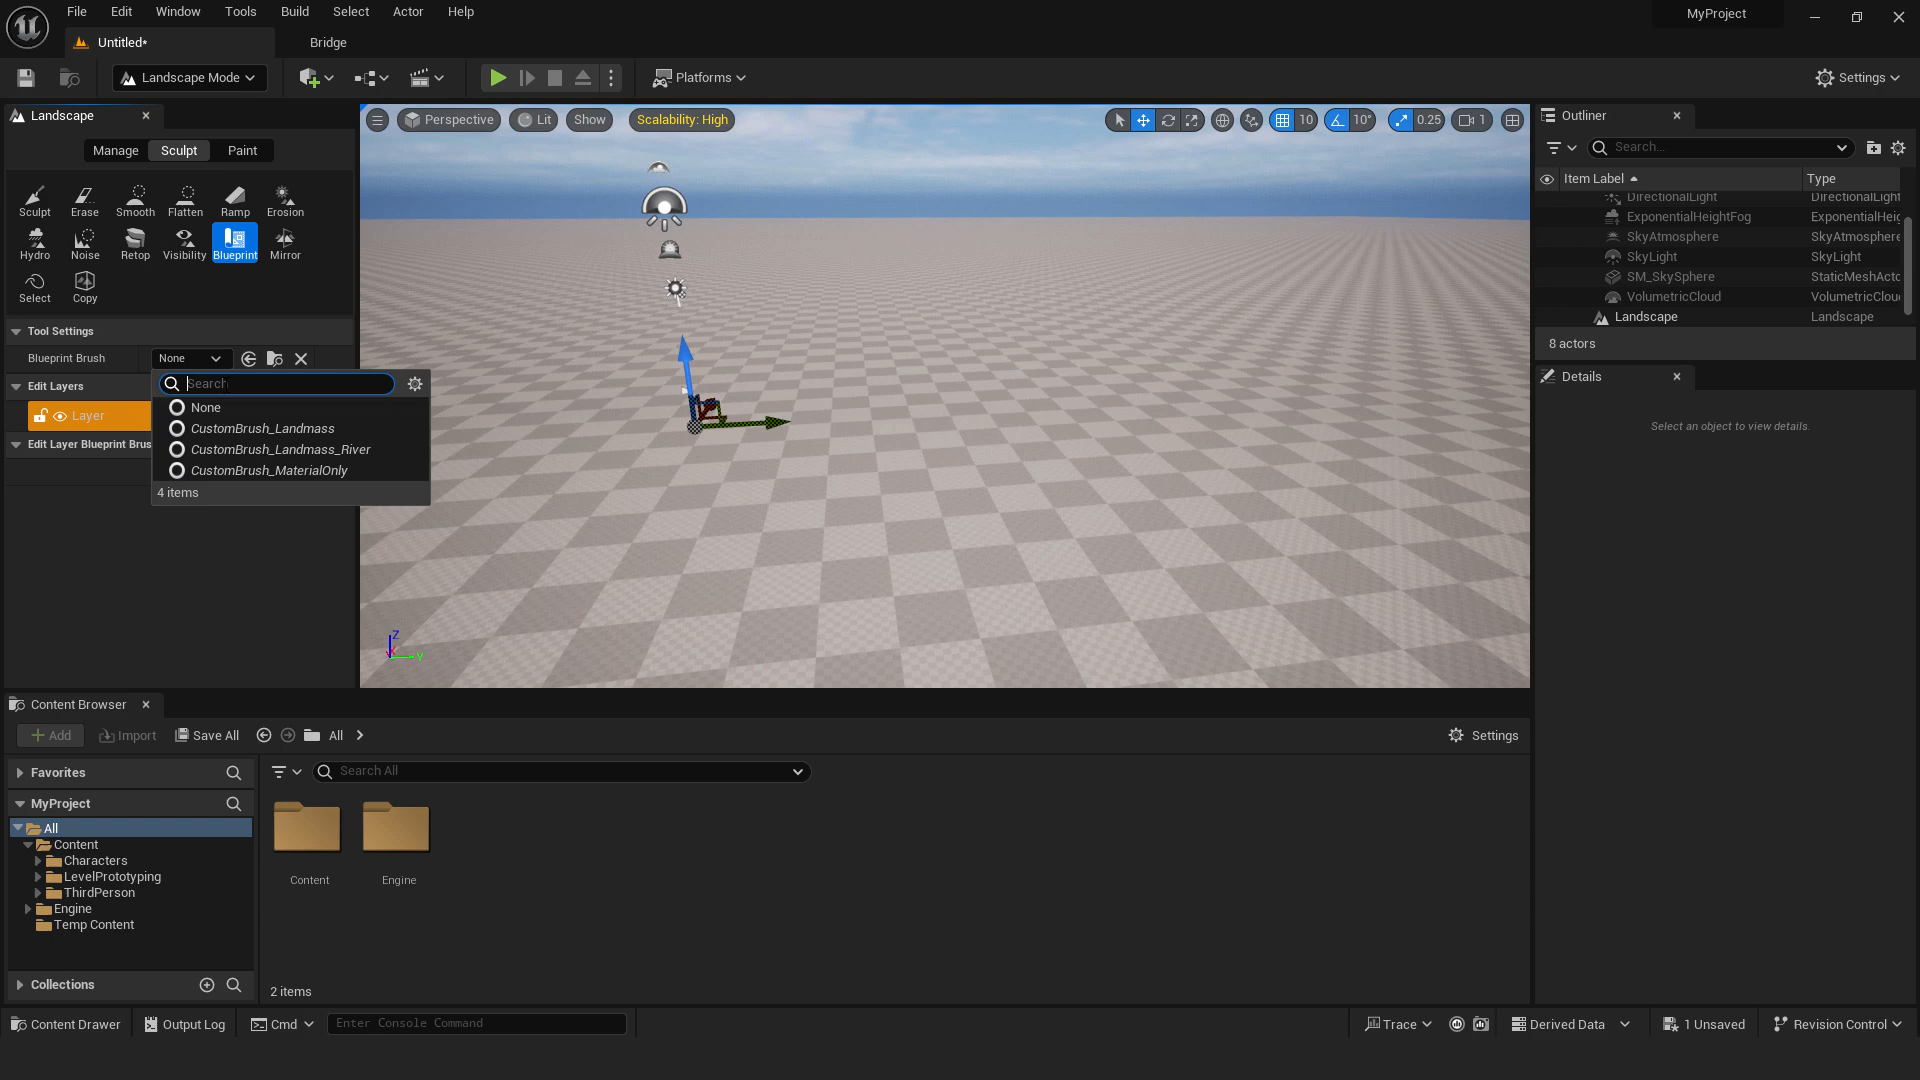 File Edit Window Tools Build Select Actor Help
MyProject
Untitled*
Bridge
Landscape Mode
Platforms
Settings
Landscape
Manage Sculpt Paint
Sculpt Erase Smooth Flatten Ramp Erosion
Hydro Noise Retop Visibility Blueprint Mirror
Select Copy
Tool Settings
Blueprint Brush None
Search
None
CustomBrush_Landmass
CustomBrush_Landmass_River
CustomBrush_MaterialOnly
4 items
Edit Layers
Layer
Edit Layer Blueprint Brus
Perspective Lit Show Scalability: High
10 10° 0.25 1
Z
X
Y
Outliner
Search...
Item Label Type
DirectionalLight DirectionalLight
ExponentialHeightFog ExponentialHeig
SkyAtmosphere SkyAtmosphere
SkyLight SkyLight
SM_SkySphere StaticMeshActo
VolumetricCloud VolumetricClou
Landscape Landscape
8 actors
Details
Select an object to view details.
Content Browser
Add Import Save All All
Settings
Favorites
MyProject
All
Content
Characters
LevelPrototyping
ThirdPerson
Engine
Temp Content
Collections
Search All
Content Engine
2 items
Content Drawer Output Log Cmd Enter Console Command
Trace Derived Data 1 Unsaved Revision Control